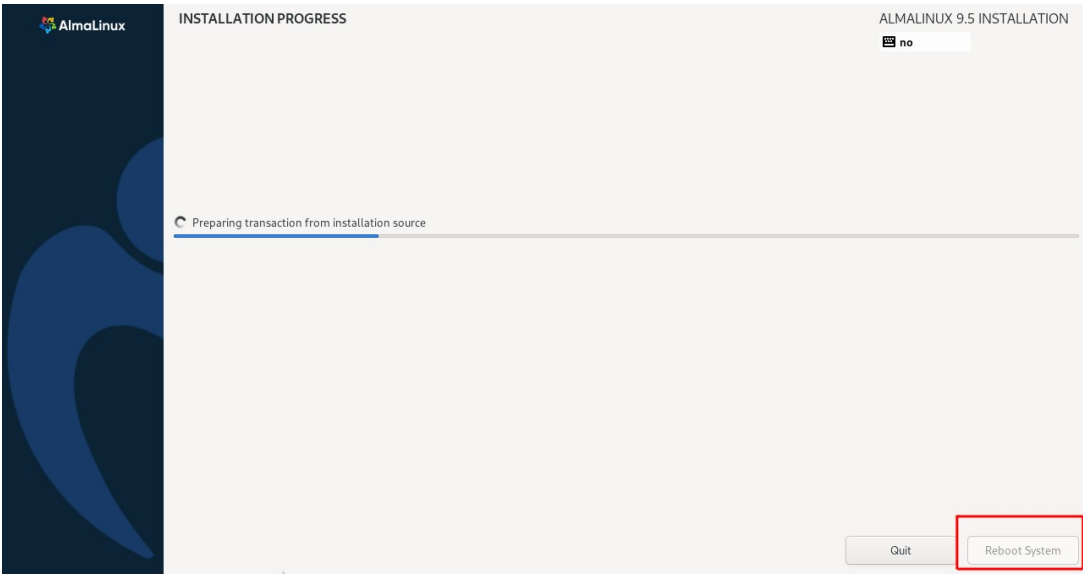 AlmaLinux
INSTALLATION PROGRESS
ALMALINUX 9.5 INSTALLATION
no
Preparing transaction from installation source
Quit
Reboot System